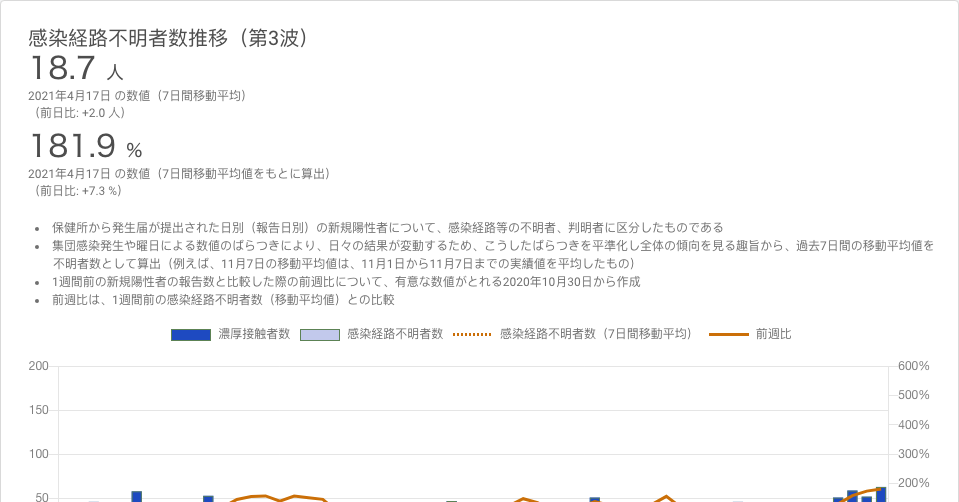 感染経路不明者数推移（第3波）
18.7 人
2021年4月17日 の数値（7日間移動平均）
（前日比: +2.0 人）
181.9 %
2021年4月17日 の数値（7日間移動平均値をもとに算出）
（前日比: +7.3 %）
• 保健所から発生届が提出された日別（報告日別）の新規陽性者について、感染経路等の不明者、判明者に区分したものである
• 集団感染発生や曜日による数値のばらつきにより、日々の結果が変動するため、こうしたばらつきを平準化し全体の傾向を見る趣旨から、過去7日間の移動平均値を
不明者数として算出（例えば、11月7日の移動平均値は、11月1日から11月7日までの実績値を平均したもの）
• 1週間前の新規陽性者の報告数と比較した際の前週比について、有意な数値がとれる2020年10月30日から作成
• 前週比は、1週間前の感染経路不明者数（移動平均値）との比較
濃厚接触者数 感染経路不明者数 感染経路不明者数（7日間移動平均） 前週比
200 600%
500%
150
400%
100 300%
200%
50